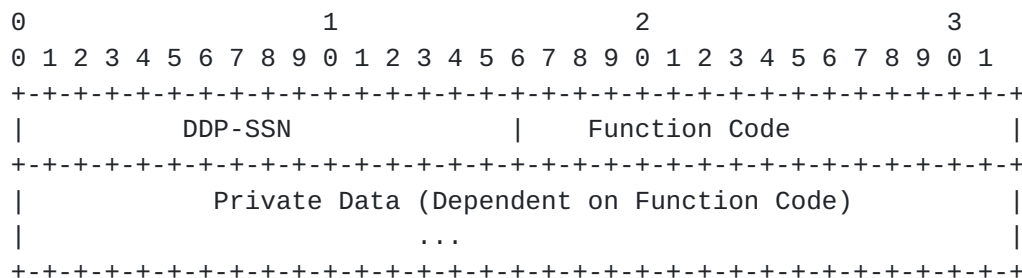 0                   1                   2                   3
0 1 2 3 4 5 6 7 8 9 0 1 2 3 4 5 6 7 8 9 0 1 2 3 4 5 6 7 8 9 0 1
+-+-+-+-+-+-+-+-+-+-+-+-+-+-+-+-+-+-+-+-+-+-+-+-+-+-+-+-+-+-+-+-+
|          DDP-SSN              |    Function Code              |
+-+-+-+-+-+-+-+-+-+-+-+-+-+-+-+-+-+-+-+-+-+-+-+-+-+-+-+-+-+-+-+-+
|            Private Data (Dependent on Function Code)          |
|                         ...                                   |
+-+-+-+-+-+-+-+-+-+-+-+-+-+-+-+-+-+-+-+-+-+-+-+-+-+-+-+-+-+-+-+-+